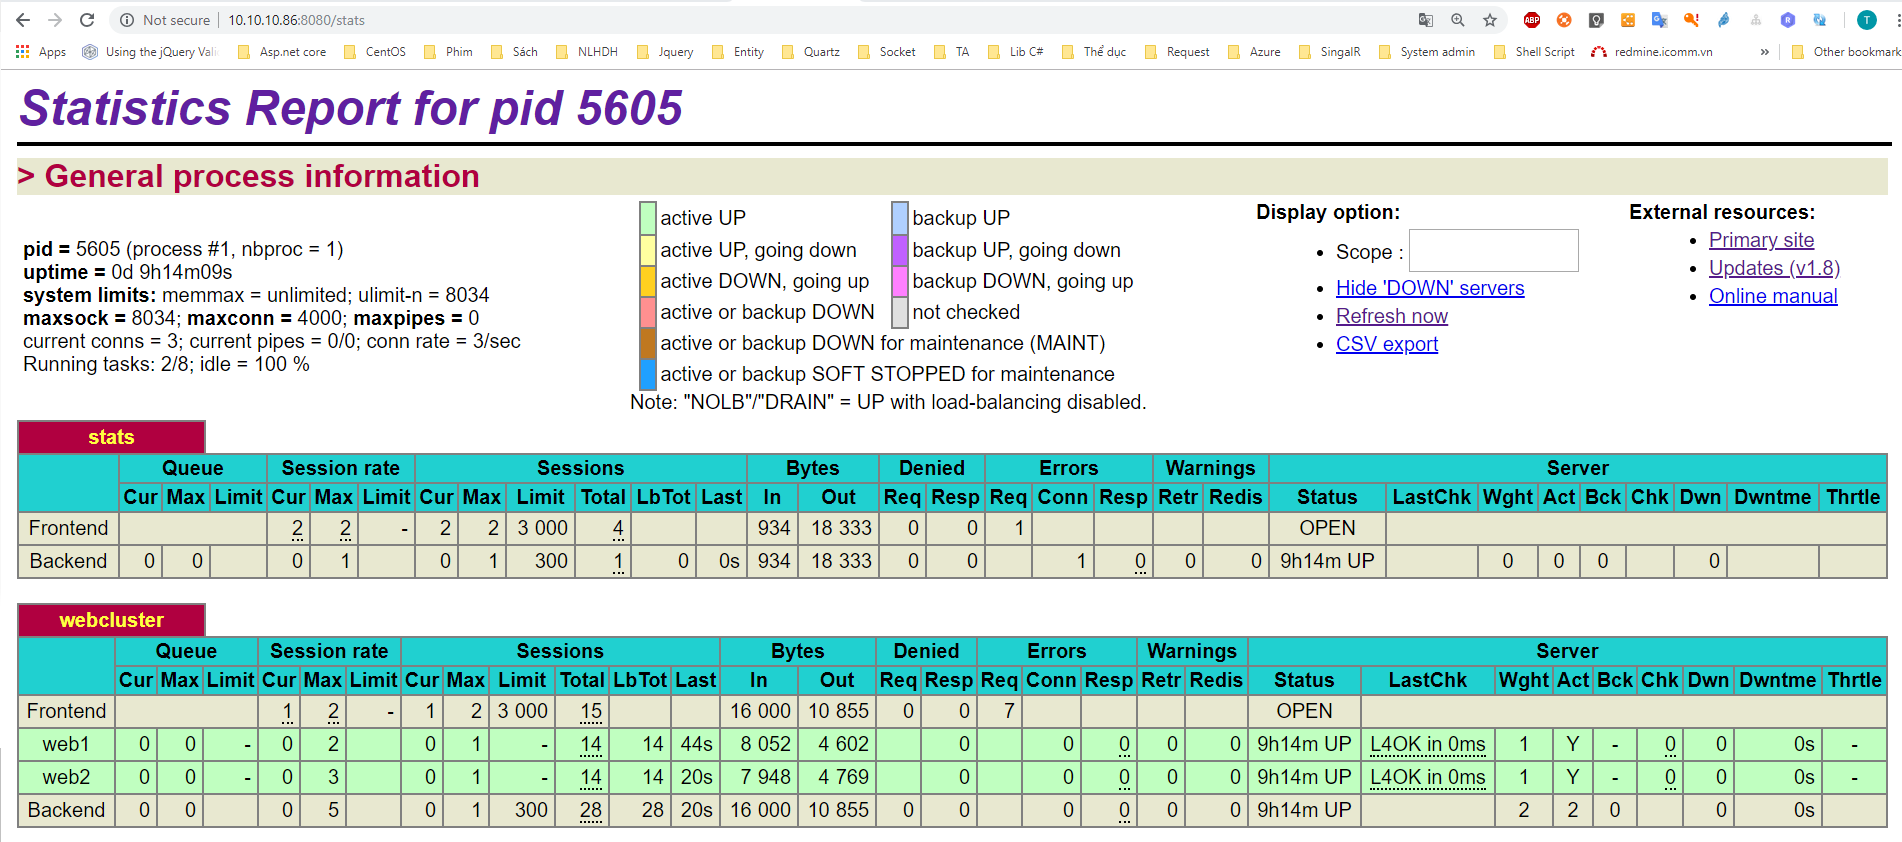 Not secure | 10.10.10.86:8080/stats
Apps Using the jQuery Vali Asp.net core CentOS Phim Sách NLHDH Jquery Entity Quartz Socket TA Lib C# Thể dục Request Azure SingalR System admin Shell Script redmine.icomm.vn » Other bookmark
Statistics Report for pid 5605
> General process information
pid = 5605 (process #1, nbproc = 1)
uptime = 0d 9h14m09s
system limits: memmax = unlimited; ulimit-n = 8034
maxsock = 8034; maxconn = 4000; maxpipes = 0
current conns = 3; current pipes = 0/0; conn rate = 3/sec
Running tasks: 2/8; idle = 100 %
active UP backup UP
active UP, going down backup UP, going down
active DOWN, going up backup DOWN, going up
active or backup DOWN not checked
active or backup DOWN for maintenance (MAINT)
active or backup SOFT STOPPED for maintenance
Note: "NOLB"/"DRAIN" = UP with load-balancing disabled.
Display option:
• Scope :
• Hide 'DOWN' servers
• Refresh now
• CSV export
External resources:
• Primary site
• Updates (v1.8)
• Online manual
stats
Queue Session rate Sessions Bytes Denied Errors Warnings Server
Cur Max Limit Cur Max Limit Cur Max Limit Total LbTot Last In Out Req Resp Req Conn Resp Retr Redis Status LastChk Wght Act Bck Chk Dwn Dwntme Thrtle
Frontend 2 2 - 2 2 3 000 4 934 18 333 0 0 1 OPEN
Backend 0 0 0 1 0 1 300 1 0 0s 934 18 333 0 0 1 0 0 0 9h14m UP 0 0 0 0
webcluster
Queue Session rate Sessions Bytes Denied Errors Warnings Server
Cur Max Limit Cur Max Limit Cur Max Limit Total LbTot Last In Out Req Resp Req Conn Resp Retr Redis Status LastChk Wght Act Bck Chk Dwn Dwntme Thrtle
Frontend 1 2 - 1 2 3 000 15 16 000 10 855 0 0 7 OPEN
web1 0 0 - 0 2 0 1 - 14 14 44s 8 052 4 602 0 0 0 0 0 9h14m UP L4OK in 0ms 1 Y - 0 0 0s -
web2 0 0 - 0 3 0 1 - 14 14 20s 7 948 4 769 0 0 0 0 0 9h14m UP L4OK in 0ms 1 Y - 0 0 0s -
Backend 0 0 0 5 0 1 300 28 28 20s 16 000 10 855 0 0 0 0 0 0 9h14m UP 2 2 0 0 0s